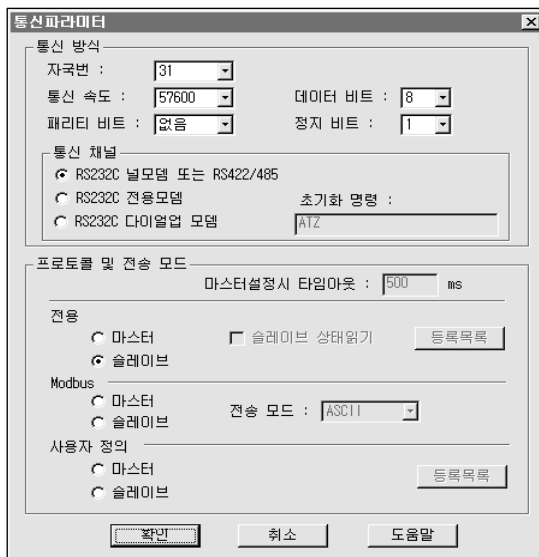 통신파라미터
통신 방식
자국번 : 31
통신 속도 : 57600 데이터 비트 : 8
패리티 비트 : 없음 정지 비트 : 1
통신 채널
RS232C 널모뎀 또는 RS422/485
RS232C 전용모뎀 초기화 명령 :
RS232C 다이얼업 모뎀 ATZ
프로토콜 및 전송 모드
마스터설정시 타임아웃 : 500 ms
전용
마스터 슬레이브 상태읽기 등록목록
슬레이브
Modbus
마스터 전송 모드 : ASCII
슬레이브
사용자 정의
마스터 등록목록
슬레이브
확인 취소 도움말